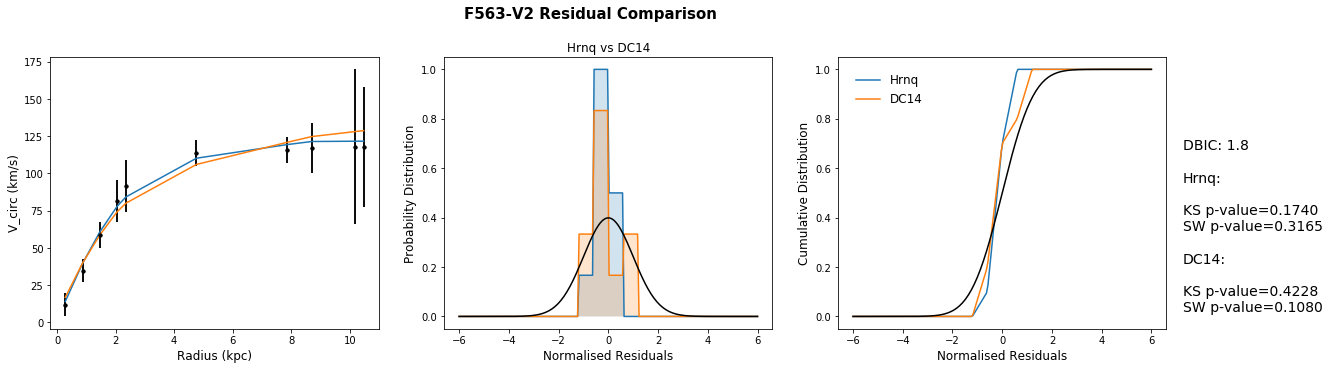 F563-V2 Residual Comparison
V_circ (km/s)
175
150
125
100
75
50
25
0
0 2 4 6 8 10
Radius (kpc)
Hrnq vs DC14
Probability Distribution
1.0
0.8
0.6
0.4
0.2
0.0
−6 −4 −2 0 2 4 6
Normalised Residuals
Cumulative Distribution
1.0
0.8
0.6
0.4
0.2
0.0
Hrnq
DC14
−6 −4 −2 0 2 4 6
Normalised Residuals
DBIC: 1.8
Hrnq:
KS p-value=0.1740
SW p-value=0.3165
DC14:
KS p-value=0.4228
SW p-value=0.1080